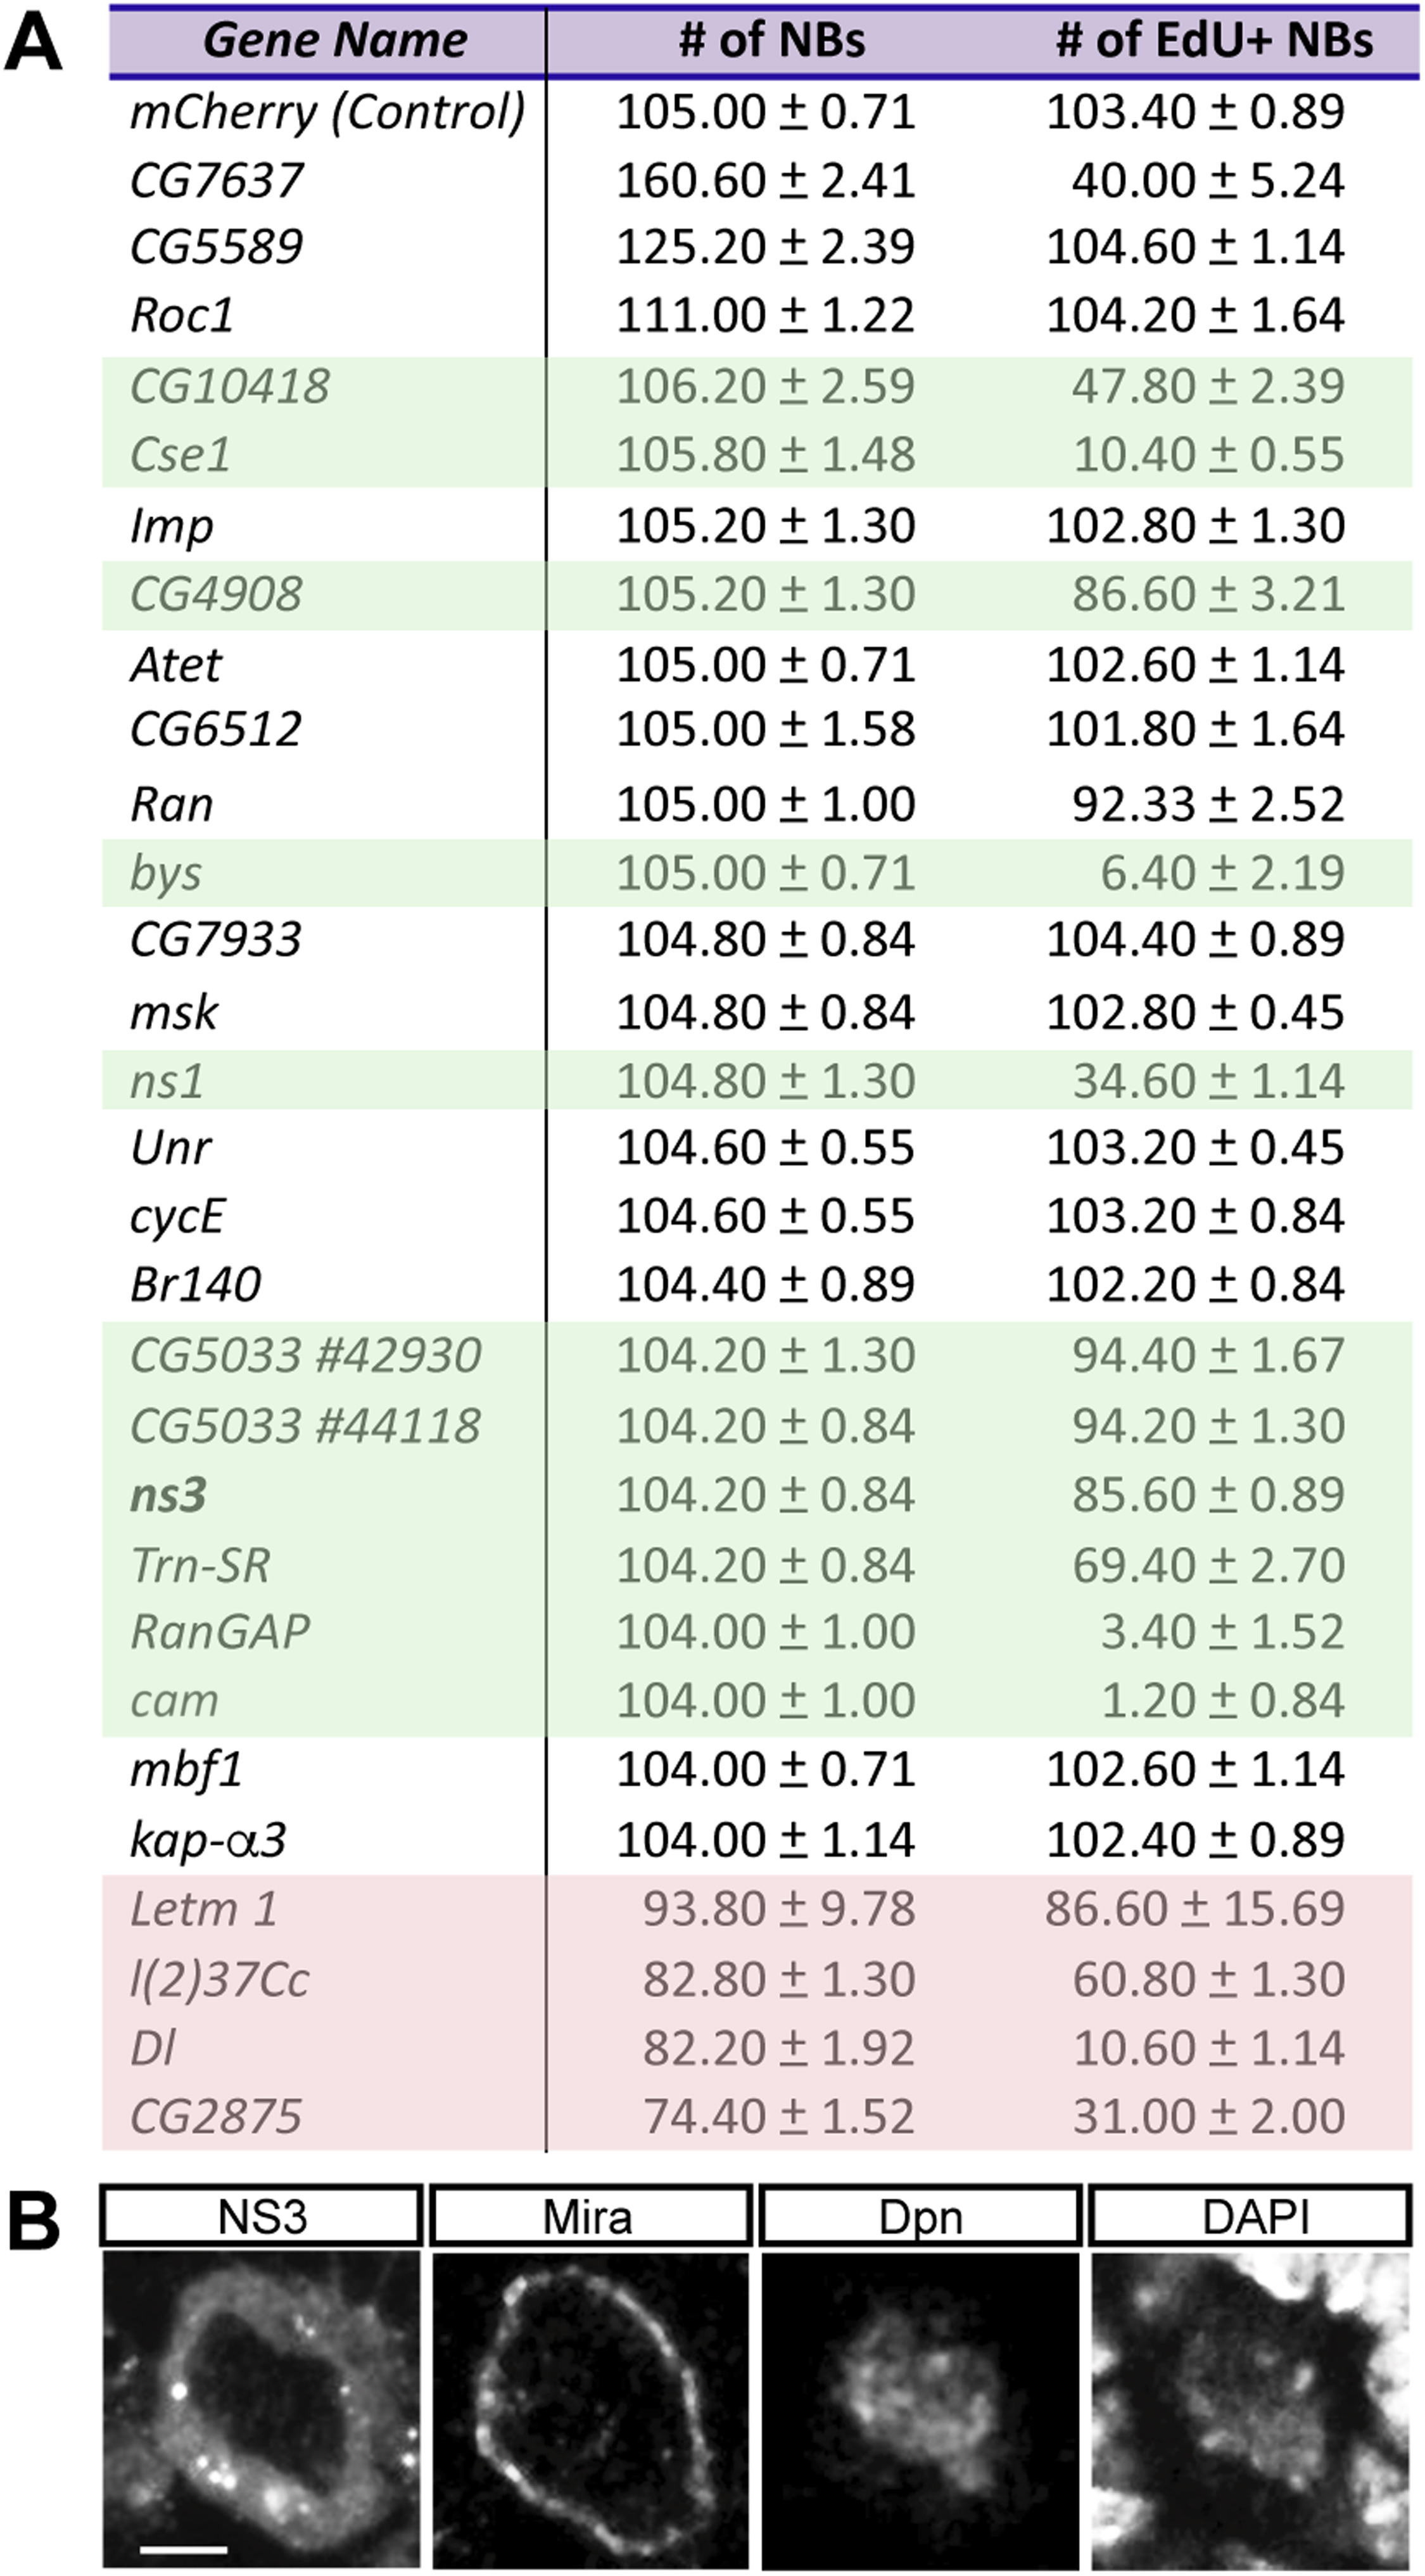 A
Gene Name # of NBs # of EdU+ NBs
mCherry (Control) 105.00 ± 0.71 103.40 ± 0.89
CG7637 160.60 ± 2.41 40.00 ± 5.24
CG5589 125.20 ± 2.39 104.60 ± 1.14
Roc1 111.00 ± 1.22 104.20 ± 1.64
CG10418 106.20 ± 2.59 47.80 ± 2.39
Cse1 105.80 ± 1.48 10.40 ± 0.55
Imp 105.20 ± 1.30 102.80 ± 1.30
CG4908 105.20 ± 1.30 86.60 ± 3.21
Atet 105.00 ± 0.71 102.60 ± 1.14
CG6512 105.00 ± 1.58 101.80 ± 1.64
Ran 105.00 ± 1.00 92.33 ± 2.52
bys 105.00 ± 0.71 6.40 ± 2.19
CG7933 104.80 ± 0.84 104.40 ± 0.89
msk 104.80 ± 0.84 102.80 ± 0.45
ns1 104.80 ± 1.30 34.60 ± 1.14
Unr 104.60 ± 0.55 103.20 ± 0.45
cycE 104.60 ± 0.55 103.20 ± 0.84
Br140 104.40 ± 0.89 102.20 ± 0.84
CG5033 #42930 104.20 ± 1.30 94.40 ± 1.67
CG5033 #44118 104.20 ± 0.84 94.20 ± 1.30
ns3 104.20 ± 0.84 85.60 ± 0.89
Trn-SR 104.20 ± 0.84 69.40 ± 2.70
RanGAP 104.00 ± 1.00 3.40 ± 1.52
cam 104.00 ± 1.00 1.20 ± 0.84
mbf1 104.00 ± 0.71 102.60 ± 1.14
kap-α3 104.00 ± 1.14 102.40 ± 0.89
Letm 1 93.80 ± 9.78 86.60 ± 15.69
l(2)37Cc 82.80 ± 1.30 60.80 ± 1.30
Dl 82.20 ± 1.92 10.60 ± 1.14
CG2875 74.40 ± 1.52 31.00 ± 2.00
B
NS3 Mira Dpn DAPI